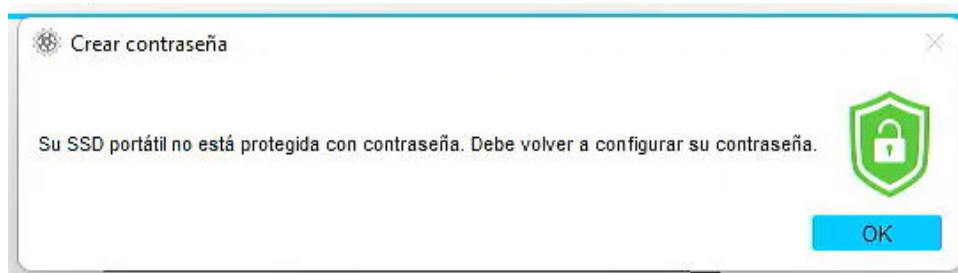 Crear contraseña
Su SSD portátil no está protegida con contraseña. Debe volver a configurar su contraseña.
OK